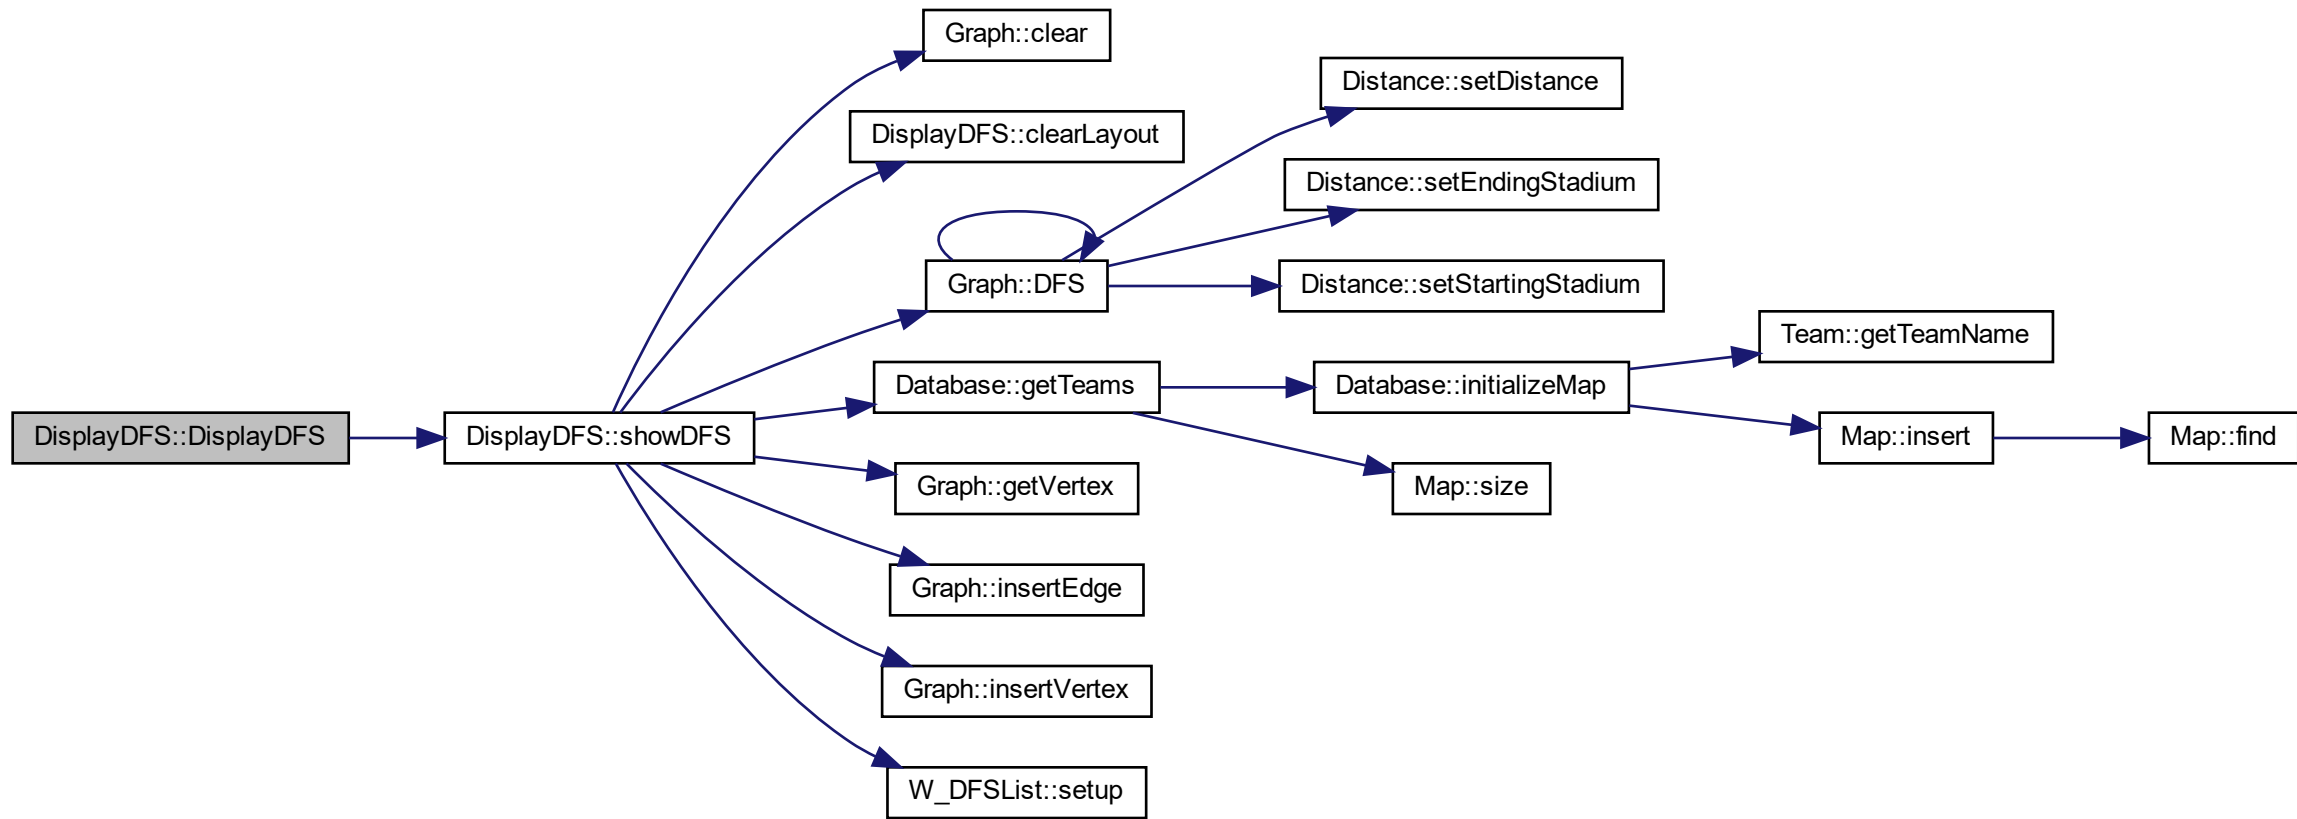 Graph::clear
Distance::setDistance
DisplayDFS::clearLayout
Distance::setEndingStadium
Graph::DFS
Distance::setStartingStadium
Team::getTeamName
Database::getTeams
Database::initializeMap
DisplayDFS::DisplayDFS
DisplayDFS::showDFS
Map::insert
Map::find
Graph::getVertex
Map::size
Graph::insertEdge
Graph::insertVertex
W_DFSList::setup